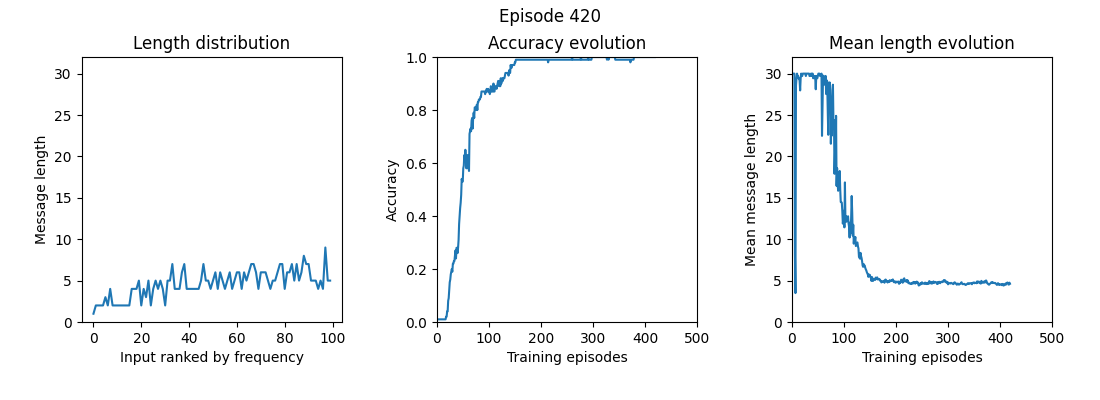 Episode 420
Length distribution
Message length
30
25
20
15
10
5
0
0 20 40 60 80 100
Input ranked by frequency
Accuracy evolution
Accuracy
1.0
0.8
0.6
0.4
0.2
0.0
0 100 200 300 400 500
Training episodes
Mean length evolution
Mean message length
30
25
20
15
10
5
0
0 100 200 300 400 500
Training episodes